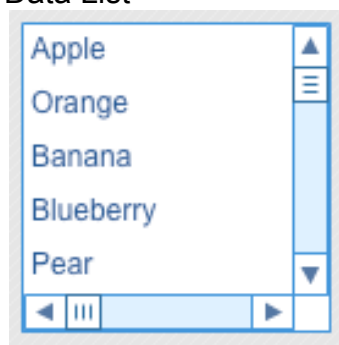 Data List
Apple
Orange
Banana
Blueberry
Pear